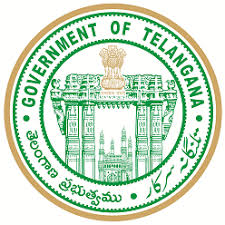 GOVERNMENT OF TELANGANA
తెలంగాణ ప్రభుత్వము
تلنگانہ سرکار